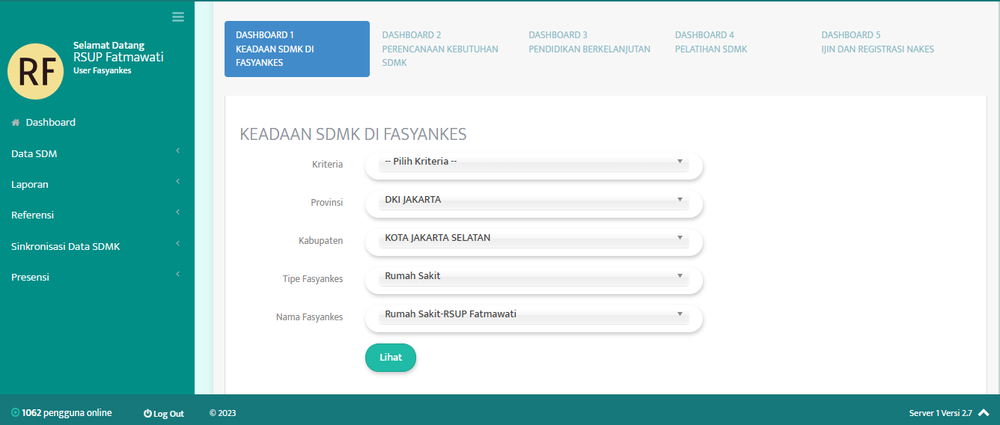 Selamat Datang
RSUP Fatmawati
User Fasyankes
RF
Dashboard
Data SDM
Laporan
Referensi
Sinkronisasi Data SDMK
Presensi
DASHBOARD 1
KEADAAN SDMK DI
FASYANKES
DASHBOARD 2
PERENCANAAN KEBUTUHAN
SDMK
DASHBOARD 3
PENDIDIKAN BERKELANJUTAN
DASHBOARD 4
PELATIHAN SDMK
DASHBOARD 5
IJIN DAN REGISTRASI NAKES
KEADAAN SDMK DI FASYANKES
Kriteria -- Pilih Kriteria --
Provinsi DKI JAKARTA
Kabupaten KOTA JAKARTA SELATAN
Tipe Fasyankes Rumah Sakit
Nama Fasyankes Rumah Sakit-RSUP Fatmawati
Lihat
1062 pengguna online Log Out © 2023 Server 1 Versi 2.7